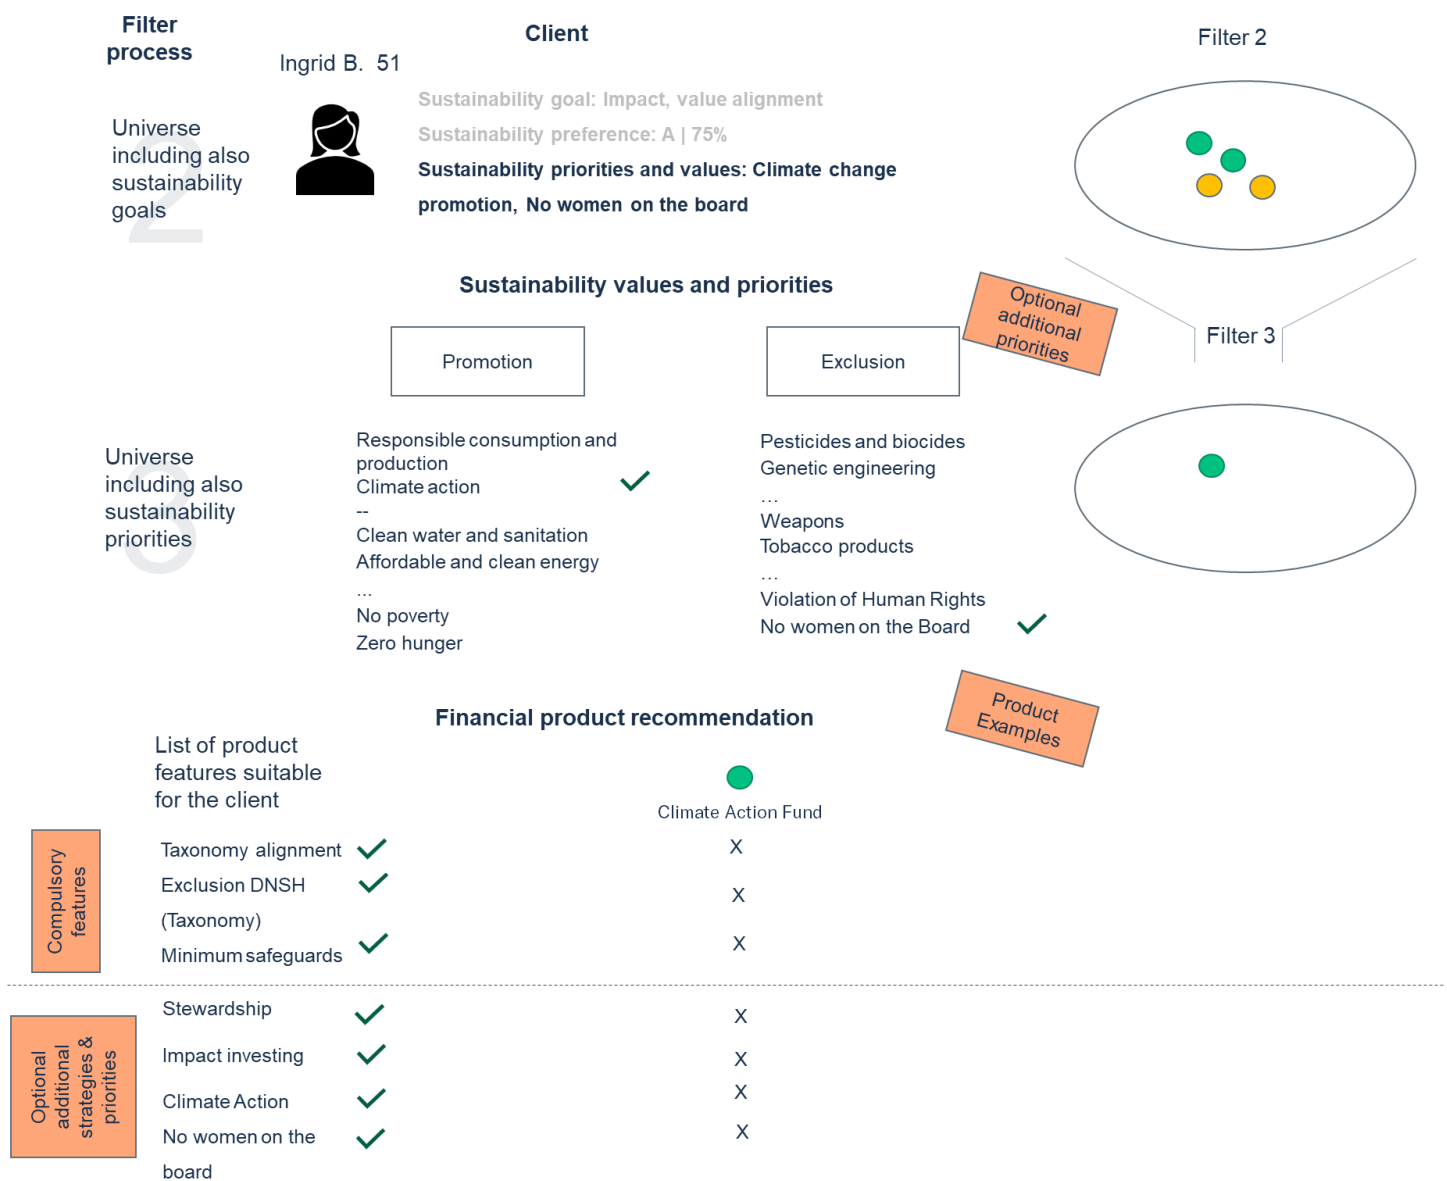 Filter
process
Client
Filter 2
Ingrid B.  51
Sustainability goal: Impact, value alignment
Sustainability preference: A | 75%
Sustainability priorities and values: Climate change
promotion, No women on the board
2
Universe
including also
sustainability
goals
Sustainability values and priorities
Optional
additional
priorities
Filter 3
Promotion
Exclusion
3
Universe
including also
sustainability
priorities
Responsible consumption and
production
Climate action
--
Clean water and sanitation
Affordable and clean energy
...
No poverty
Zero hunger
Pesticides and biocides
Genetic engineering
...
Weapons
Tobacco products
...
Violation of Human Rights
No women on the Board
Product
Examples
Financial product recommendation
List of product
features suitable
for the client
Climate Action Fund
Compulsory
features
Taxonomy alignment
X
Exclusion DNSH
(Taxonomy)
X
Minimum safeguards
X
Optional
additional
strategies &
priorities
Stewardship
X
Impact investing
X
Climate Action
X
No women on the
board
X